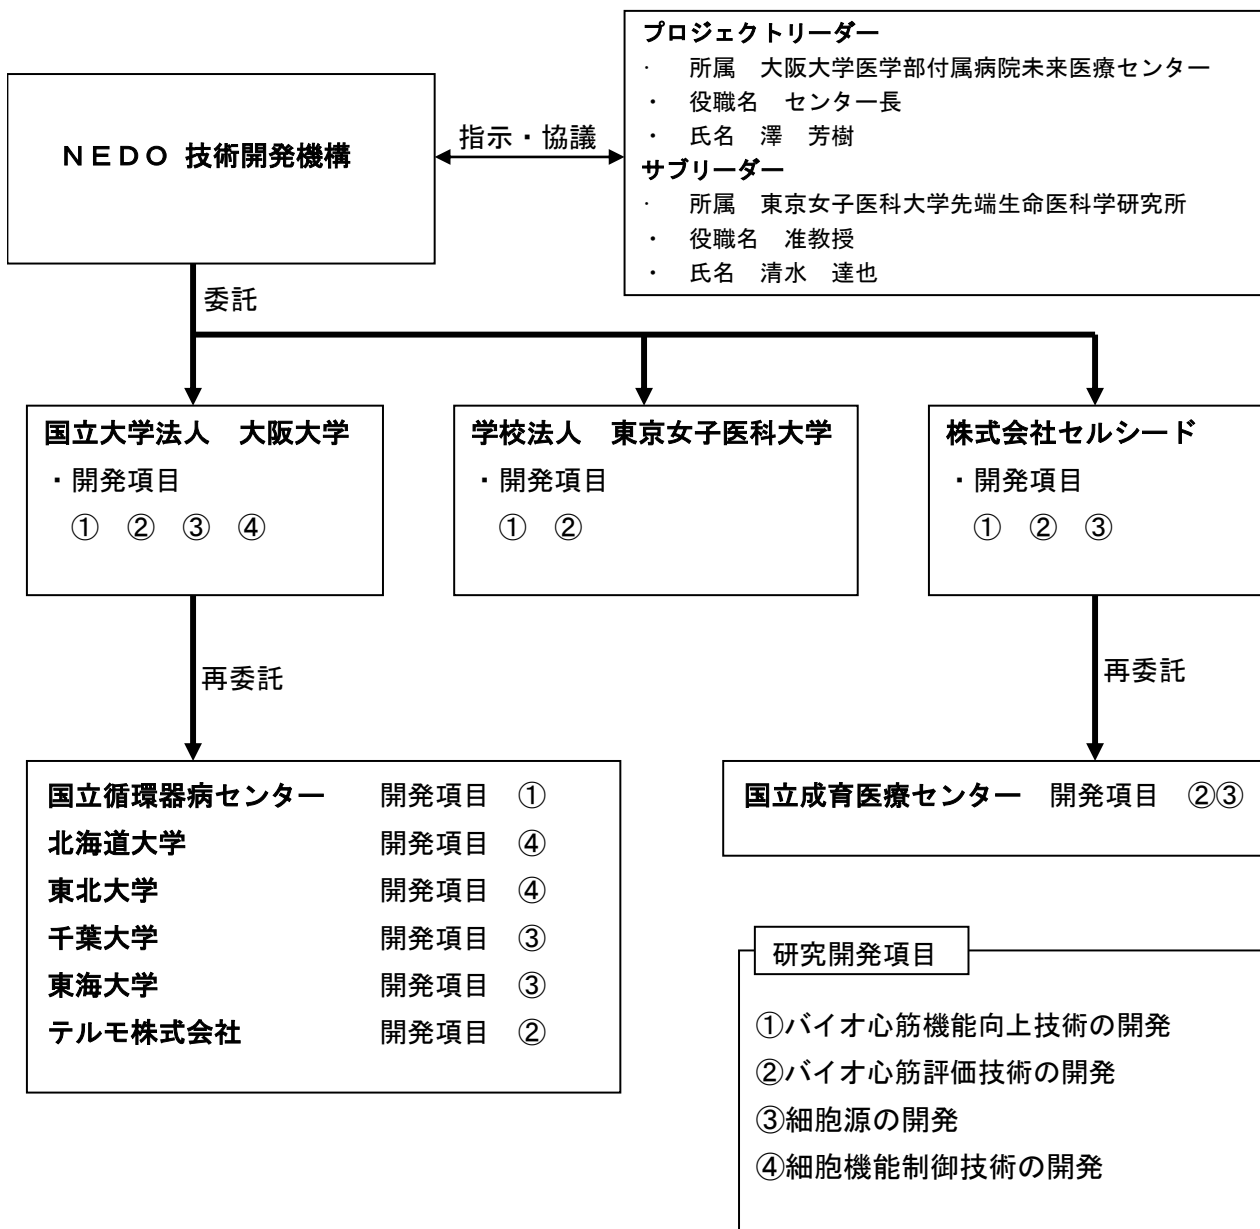 プロジェクトリーダー
・ 所属 大阪大学医学部付属病院未来医療センター
・ 役職名 センター長
・ 氏名 澤 芳樹
サブリーダー
・ 所属 東京女子医科大学先端生命医科学研究所
・ 役職名 准教授
・ 氏名 清水 達也
NEDO 技術開発機構
指示・協議
委託
国立大学法人 大阪大学
・開発項目
① ② ③ ④
学校法人 東京女子医科大学
・開発項目
① ②
株式会社セルシード
・開発項目
① ② ③
再委託
再委託
国立循環器病センター 開発項目 ①
北海道大学 開発項目 ④
東北大学 開発項目 ④
千葉大学 開発項目 ③
東海大学 開発項目 ③
テルモ株式会社 開発項目 ②
国立成育医療センター 開発項目 ②③
研究開発項目
①バイオ心筋機能向上技術の開発
②バイオ心筋評価技術の開発
③細胞源の開発
④細胞機能制御技術の開発